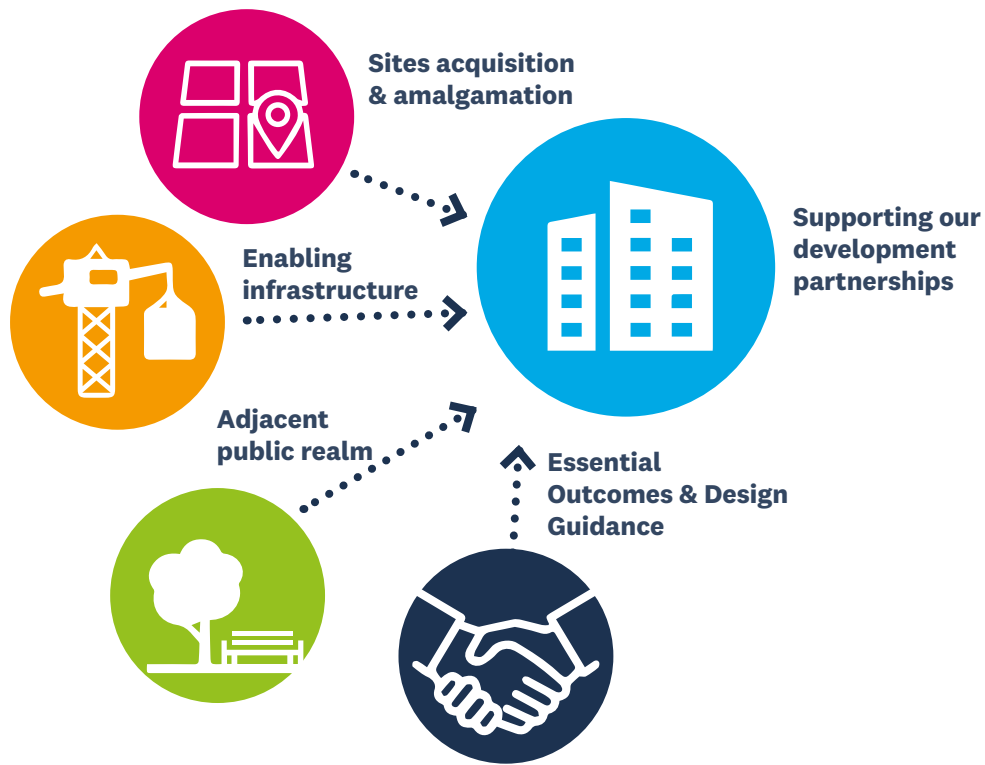 Sites acquisition
& amalgamation
Supporting our
development
partnerships
Enabling
infrastructure
Adjacent
public realm
Essential
Outcomes & Design
Guidance